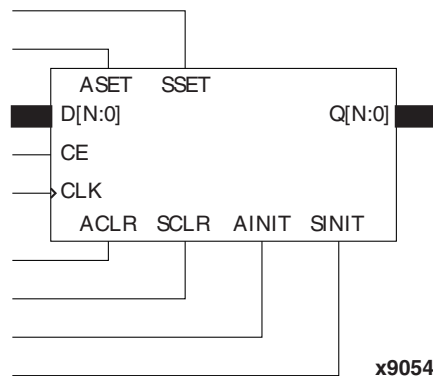 ASET SSET
D[N:0] Q[N:0]
CE
CLK
ACLR SCLR AINIT SINIT
x9054